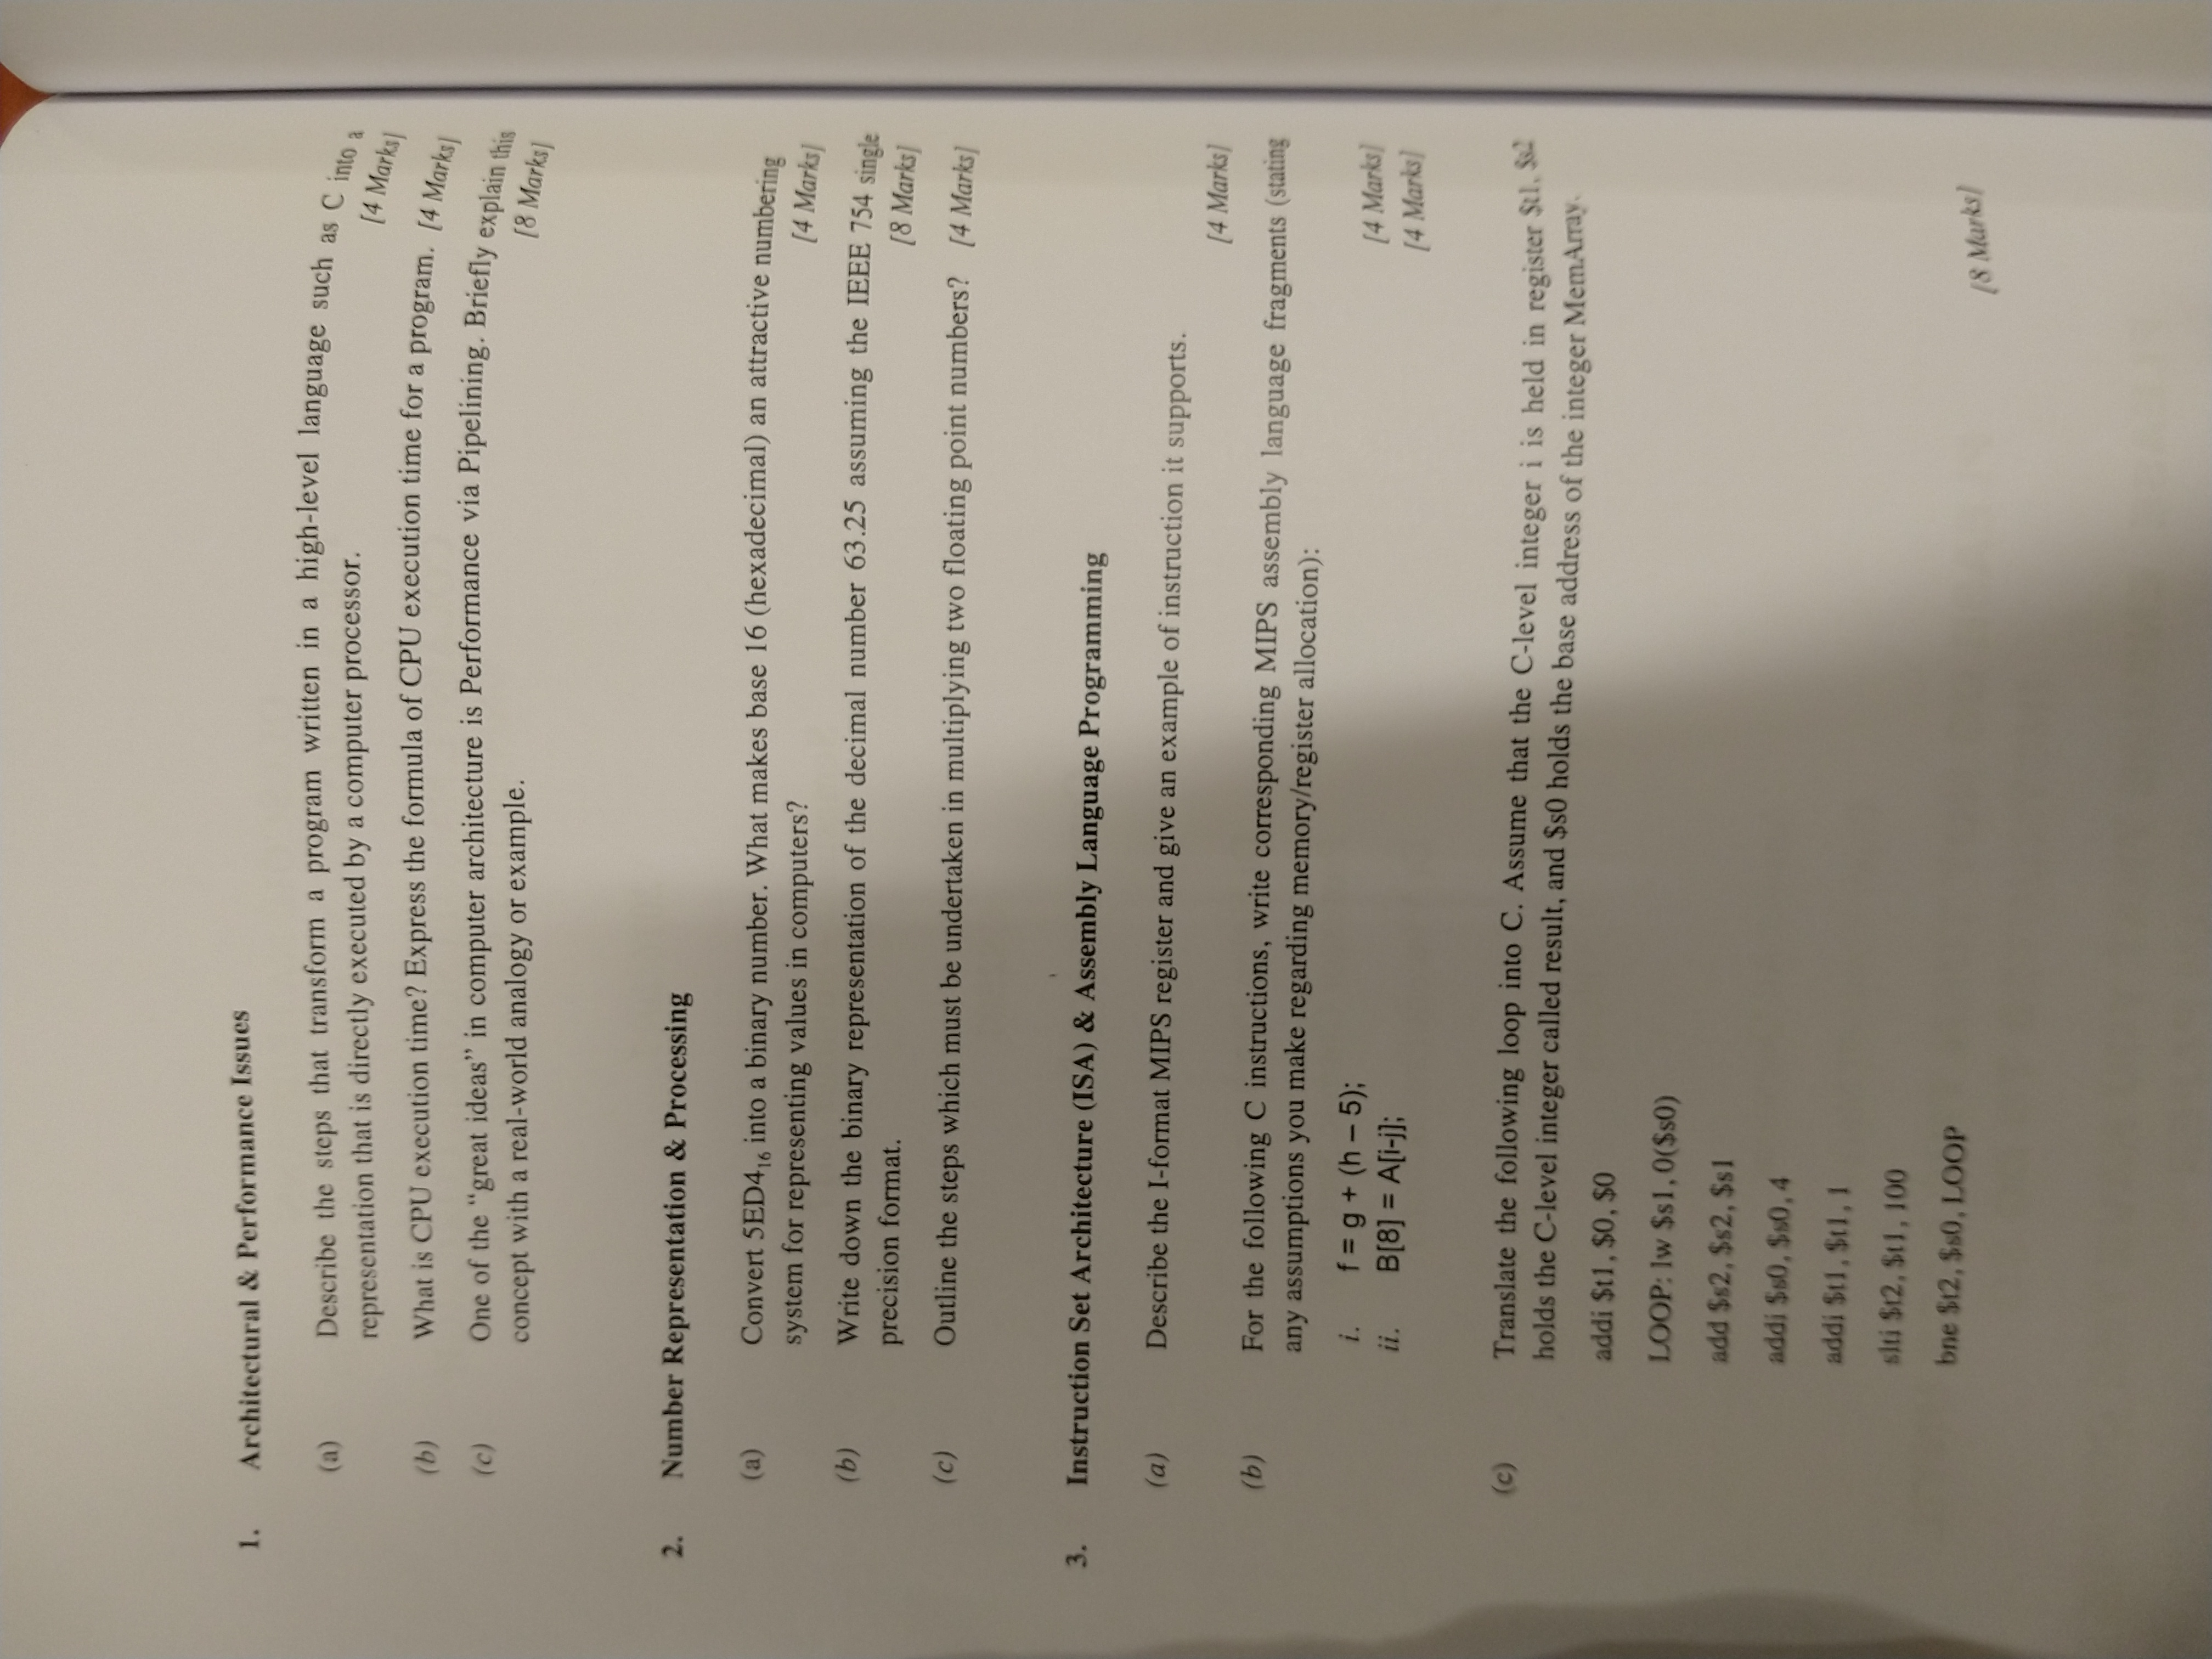 1. Architectural & Performance Issues
(a) Describe the steps that transform a program written in a high-level language such as C into a
representation that is directly executed by a computer processor.
[4 Marks]
(b) What is CPU execution time? Express the formula of CPU execution time for a program. [4 Marks]
(c) One of the “great ideas” in computer architecture is Performance via Pipelining. Briefly explain this
concept with a real-world analogy or example.
[8 Marks]
2. Number Representation & Processing
(a) Convert 5ED4₁₆ into a binary number. What makes base 16 (hexadecimal) an attractive numbering
system for representing values in computers? [4 Marks]
(b) Write down the binary representation of the decimal number 63.25 assuming the IEEE 754 single
precision format. [8 Marks]
(c) Outline the steps which must be undertaken in multiplying two floating point numbers? [4 Marks]
3. Instruction Set Architecture (ISA) & Assembly Language Programming
(a) Describe the I-format MIPS register and give an example of instruction it supports.
[4 Marks]
(b) For the following C instructions, write corresponding MIPS assembly language fragments (stating
any assumptions you make regarding memory/register allocation):
i. f = g + (h – 5); [4 Marks]
ii. B[8] = A[i-j]; [4 Marks]
(c) Translate the following loop into C. Assume that the C-level integer i is held in register $t1, $s2
holds the C-level integer called result, and $s0 holds the base address of the integer MemArray.
addi $t1, $0, $0
LOOP: lw $s1, 0($s0)
add $s2, $s2, $s1
addi $s0, $s0, 4
addi $t1, $t1, 1
slti $t2, $t1, 100
bne $t2, $s0, LOOP
[8 Marks]